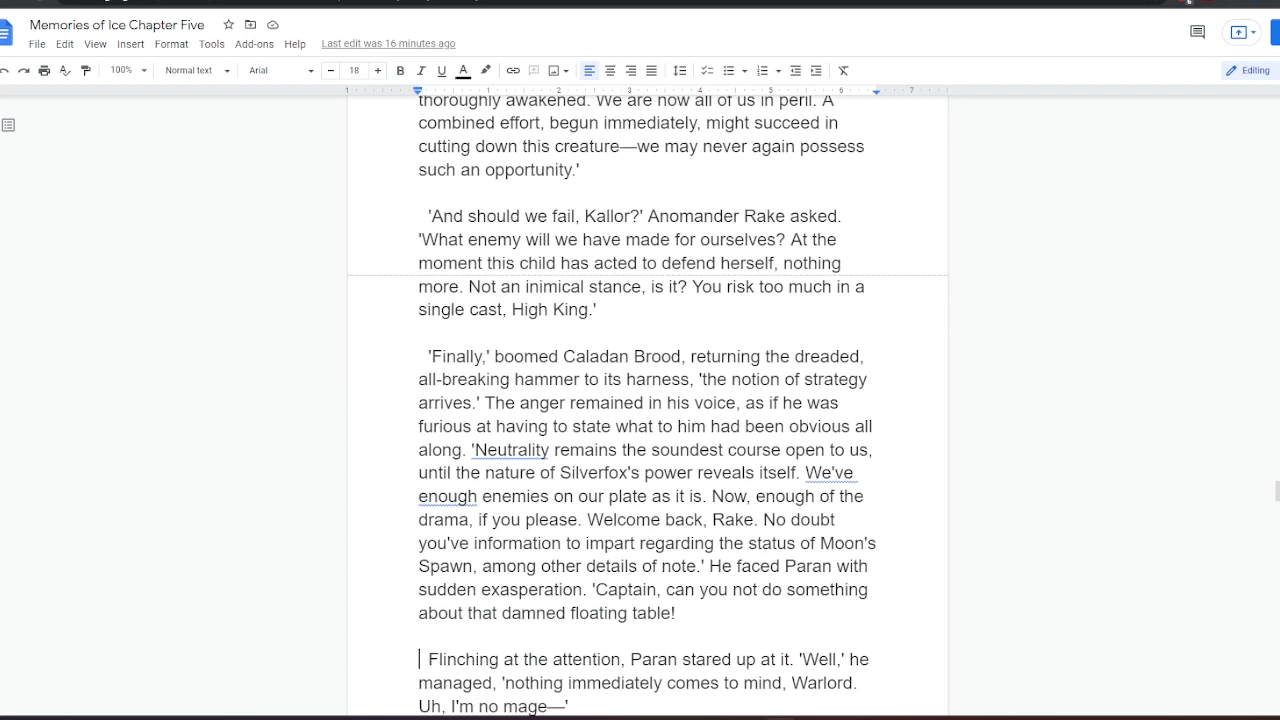 Memories of Ice Chapter Five
File Edit View Insert Format Tools Add-ons Help Last edit was 16 minutes ago
100% Normal text Arial 18 B I U A Editing
1 1 2 3 4 5 6 7
thoroughly awakened. We are now all of us in peril. A
combined effort, begun immediately, might succeed in
cutting down this creature—we may never again possess
such an opportunity.'
'And should we fail, Kallor?' Anomander Rake asked.
'What enemy will we have made for ourselves? At the
moment this child has acted to defend herself, nothing
more. Not an inimical stance, is it? You risk too much in a
single cast, High King.'
'Finally,' boomed Caladan Brood, returning the dreaded,
all-breaking hammer to its harness, 'the notion of strategy
arrives.' The anger remained in his voice, as if he was
furious at having to state what to him had been obvious all
along. 'Neutrality remains the soundest course open to us,
until the nature of Silverfox's power reveals itself. We've
enough enemies on our plate as it is. Now, enough of the
drama, if you please. Welcome back, Rake. No doubt
you've information to impart regarding the status of Moon's
Spawn, among other details of note.' He faced Paran with
sudden exasperation. 'Captain, can you not do something
about that damned floating table!
Flinching at the attention, Paran stared up at it. 'Well,' he
managed, 'nothing immediately comes to mind, Warlord.
Uh, I'm no mage—'